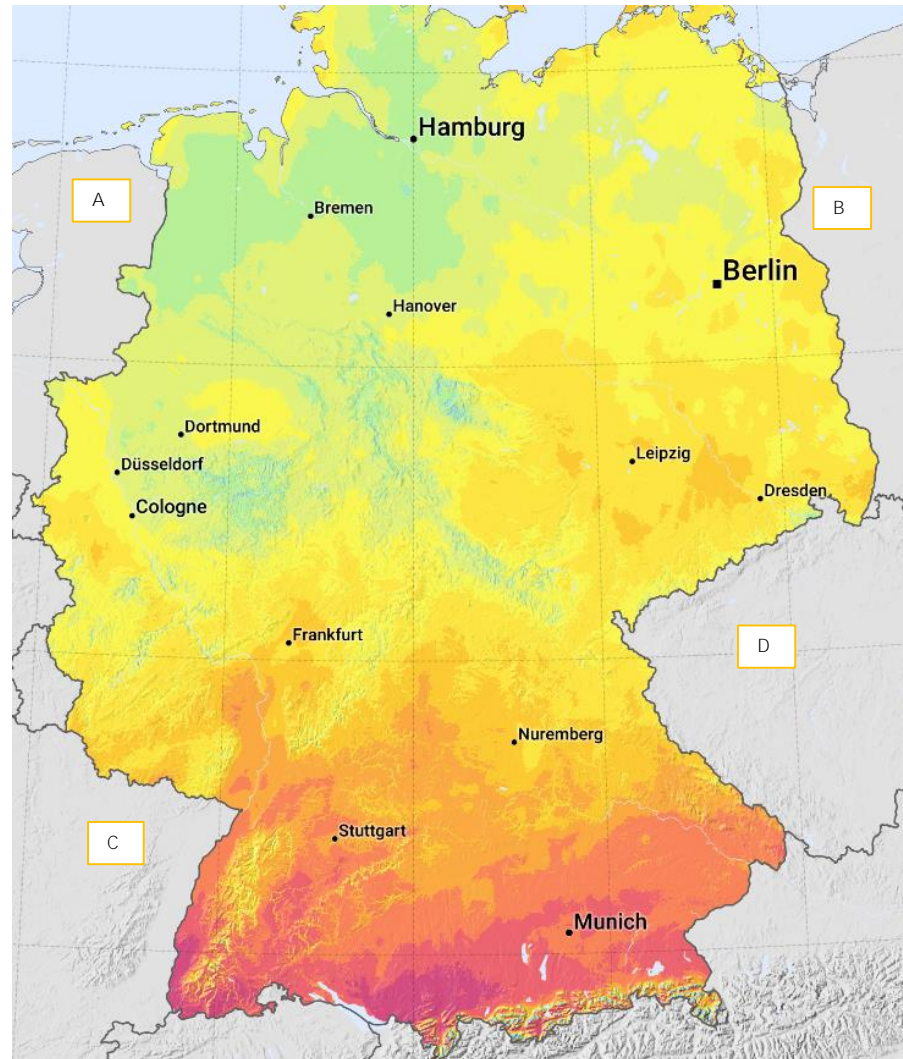 Hamburg
A
B
Bremen
Berlin
Hanover
Dortmund
Leipzig
Düsseldorf
Dresden
Cologne
Frankfurt
D
Nuremberg
Stuttgart
C
Munich